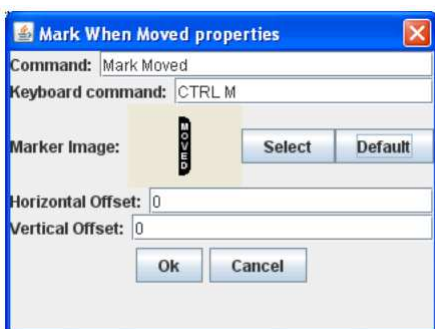 Mark When Moved properties
Command: Mark Moved
Keyboard command: CTRL M
Marker Image: MOVED Select Default
Horizontal Offset: 0
Vertical Offset: 0
Ok Cancel